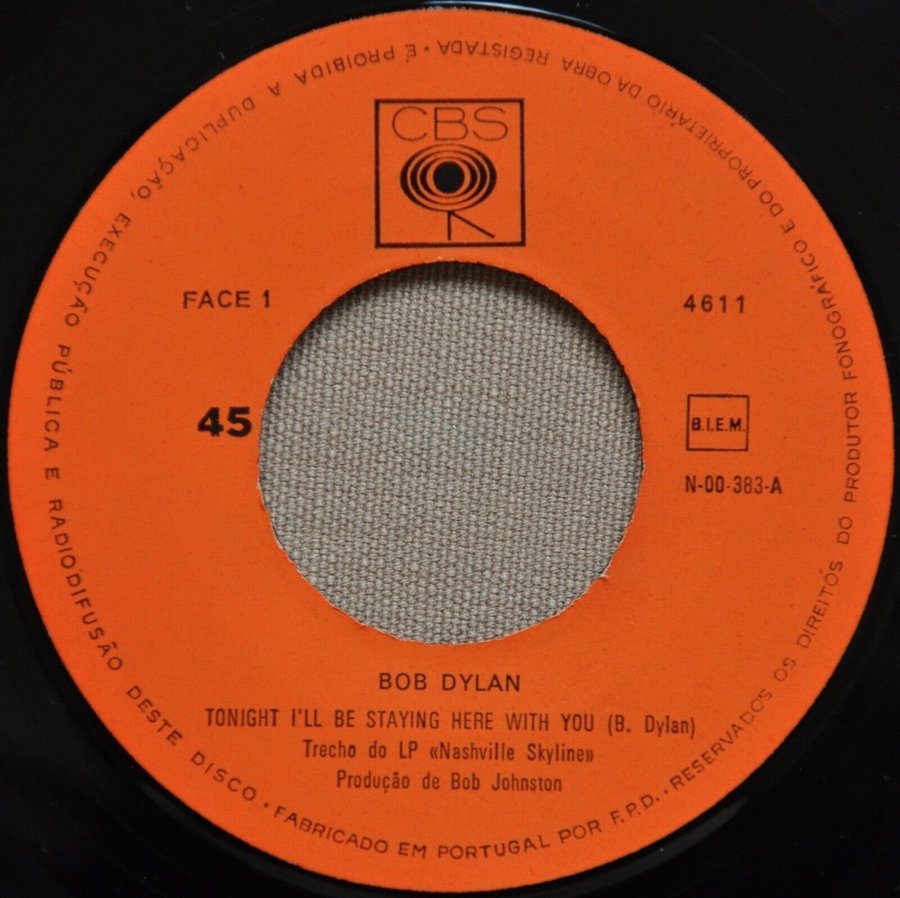 CBS
FACE 1
4611
45
B.I.E.M.
N-00-383-A
BOB DYLAN
TONIGHT I'LL BE STAYING HERE WITH YOU (B. Dylan)
Trecho do LP «Nashville Skyline»
Produção de Bob Johnston
FABRICADO EM PORTUGAL POR F.P.D. · RESERVADOS OS DIREITOS DO PRODUTOR FONOGRÁFICO E DO PROPRIETÁRIO DA OBRA REGISTADA · É PROIBIDA A DUPLICAÇÃO, EXECUÇÃO PÚBLICA E RADIODIFUSÃO DESTE DISCO ·